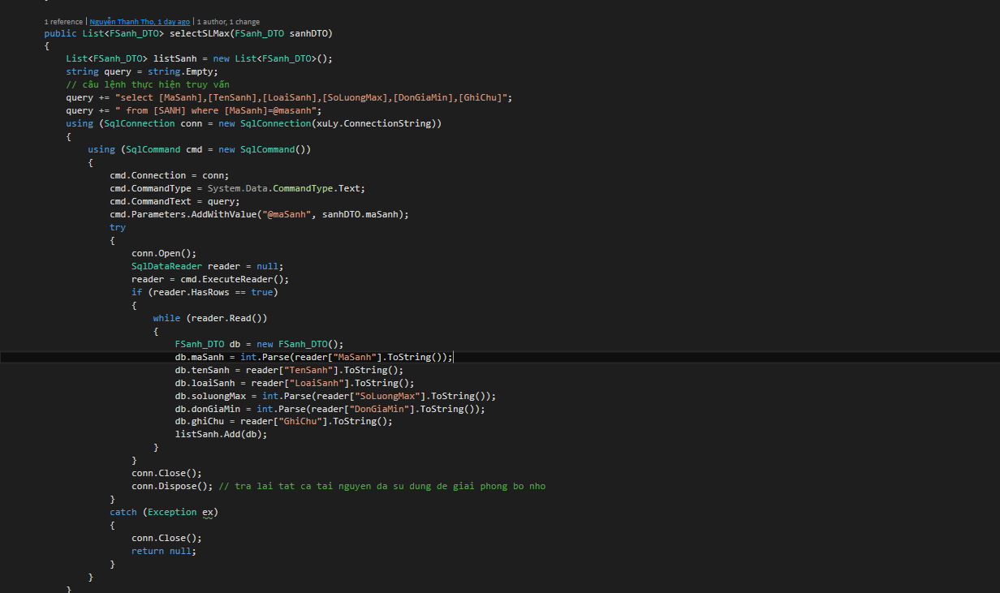 1 reference | Nguyễn Thanh Tho, 1 day ago | 1 author, 1 change
public List<FSanh_DTO> selectSLMax(FSanh_DTO sanhDTO)
{
List<FSanh_DTO> listSanh = new List<FSanh_DTO>();
string query = string.Empty;
// câu lệnh thực hiện truy vấn
query += "select [MaSanh],[TenSanh],[LoaiSanh],[SoLuongMax],[DonGiaMin],[GhiChu]";
query += " from [SANH] where [MaSanh]=@masanh";
using (SqlConnection conn = new SqlConnection(xuLy.ConnectionString))
{
using (SqlCommand cmd = new SqlCommand())
{
cmd.Connection = conn;
cmd.CommandType = System.Data.CommandType.Text;
cmd.CommandText = query;
cmd.Parameters.AddWithValue("@maSanh", sanhDTO.maSanh);
try
{
conn.Open();
SqlDataReader reader = null;
reader = cmd.ExecuteReader();
if (reader.HasRows == true)
{
while (reader.Read())
{
FSanh_DTO db = new FSanh_DTO();
db.maSanh = int.Parse(reader["MaSanh"].ToString());
db.tenSanh = reader["TenSanh"].ToString();
db.loaiSanh = reader["LoaiSanh"].ToString();
db.soluongMax = int.Parse(reader["SoLuongMax"].ToString());
db.donGiaMin = int.Parse(reader["DonGiaMin"].ToString());
db.ghiChu = reader["GhiChu"].ToString();
listSanh.Add(db);
}
}
conn.Close();
conn.Dispose(); // tra lai tat ca tai nguyen da su dung de giai phong bo nho
}
catch (Exception ex)
{
conn.Close();
return null;
}
}
}